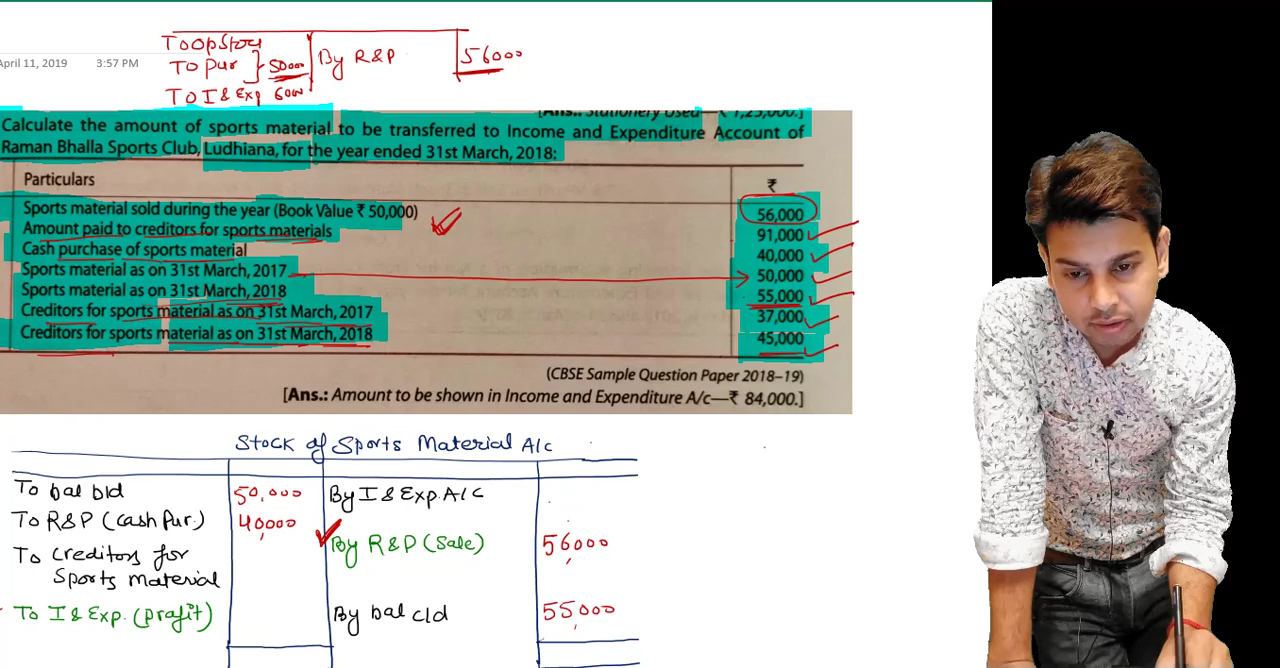 April 11, 2019 3:57 PM
To Op Stock
To Pur 50000 By R&P 56000
To I & Exp 6000
[Ans.: Stationery Used—₹ 1,25,000.]
Calculate the amount of sports material to be transferred to Income and Expenditure Account of
Raman Bhalla Sports Club, Ludhiana, for the year ended 31st March, 2018:
Particulars ₹
Sports material sold during the year (Book Value ₹ 50,000) 56,000
Amount paid to creditors for sports materials 91,000
Cash purchase of sports material 40,000
Sports material as on 31st March, 2017 50,000
Sports material as on 31st March, 2018 55,000
Creditors for sports material as on 31st March, 2017 37,000
Creditors for sports material as on 31st March, 2018 45,000
(CBSE Sample Question Paper 2018-19)
[Ans.: Amount to be shown in Income and Expenditure A/c—₹ 84,000.]
Stock of Sports Material A/c
To bal b/d 50,000 By I & Exp. A/C
To R&P (Cash Pur.) 40,000
To Creditors for By R&P (Sale) 56,000
Sports Material
To I & Exp. (profit) By bal c/d 55,000